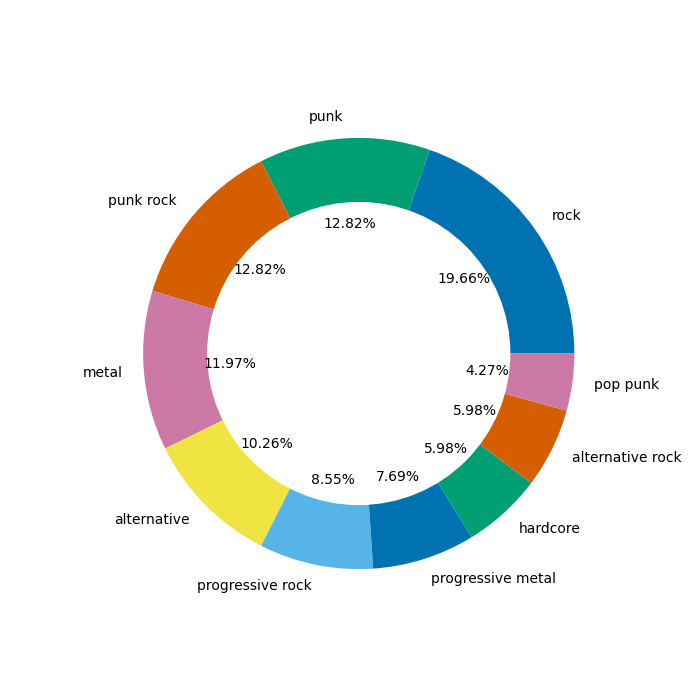 punk
rock
punk rock
metal
alternative
progressive rock
progressive metal
hardcore
alternative rock
pop punk
12.82%
19.66%
12.82%
11.97%
10.26%
8.55%
7.69%
5.98%
5.98%
4.27%